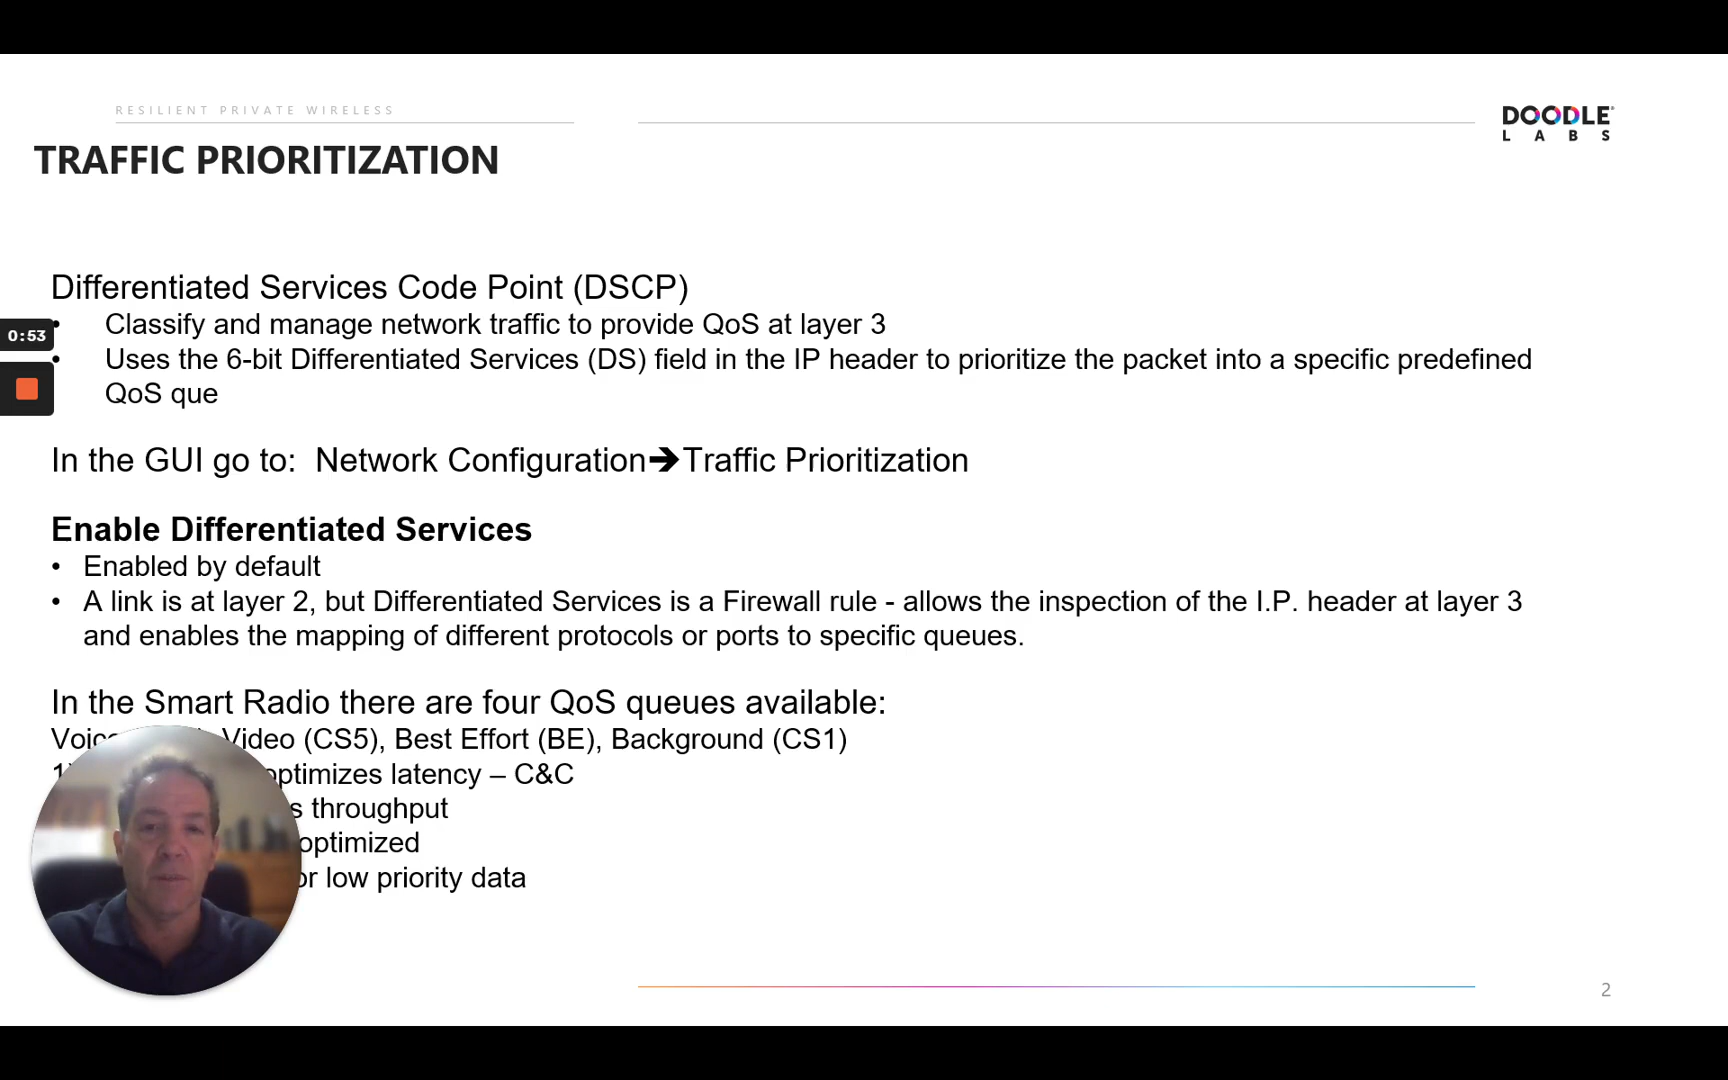 RESILIENT PRIVATE WIRELESS
DOODLE
LABS
TRAFFIC PRIORITIZATION
Differentiated Services Code Point (DSCP)
• Classify and manage network traffic to provide QoS at layer 3
• Uses the 6-bit Differentiated Services (DS) field in the IP header to prioritize the packet into a specific predefined
QoS que
0:53
In the GUI go to: Network Configuration➔Traffic Prioritization
Enable Differentiated Services
• Enabled by default
• A link is at layer 2, but Differentiated Services is a Firewall rule - allows the inspection of the I.P. header at layer 3
and enables the mapping of different protocols or ports to specific queues.
In the Smart Radio there are four QoS queues available:
Video (CS5), Best Effort (BE), Background (CS1)
optimizes latency – C&C
throughput
optimized
low priority data
2